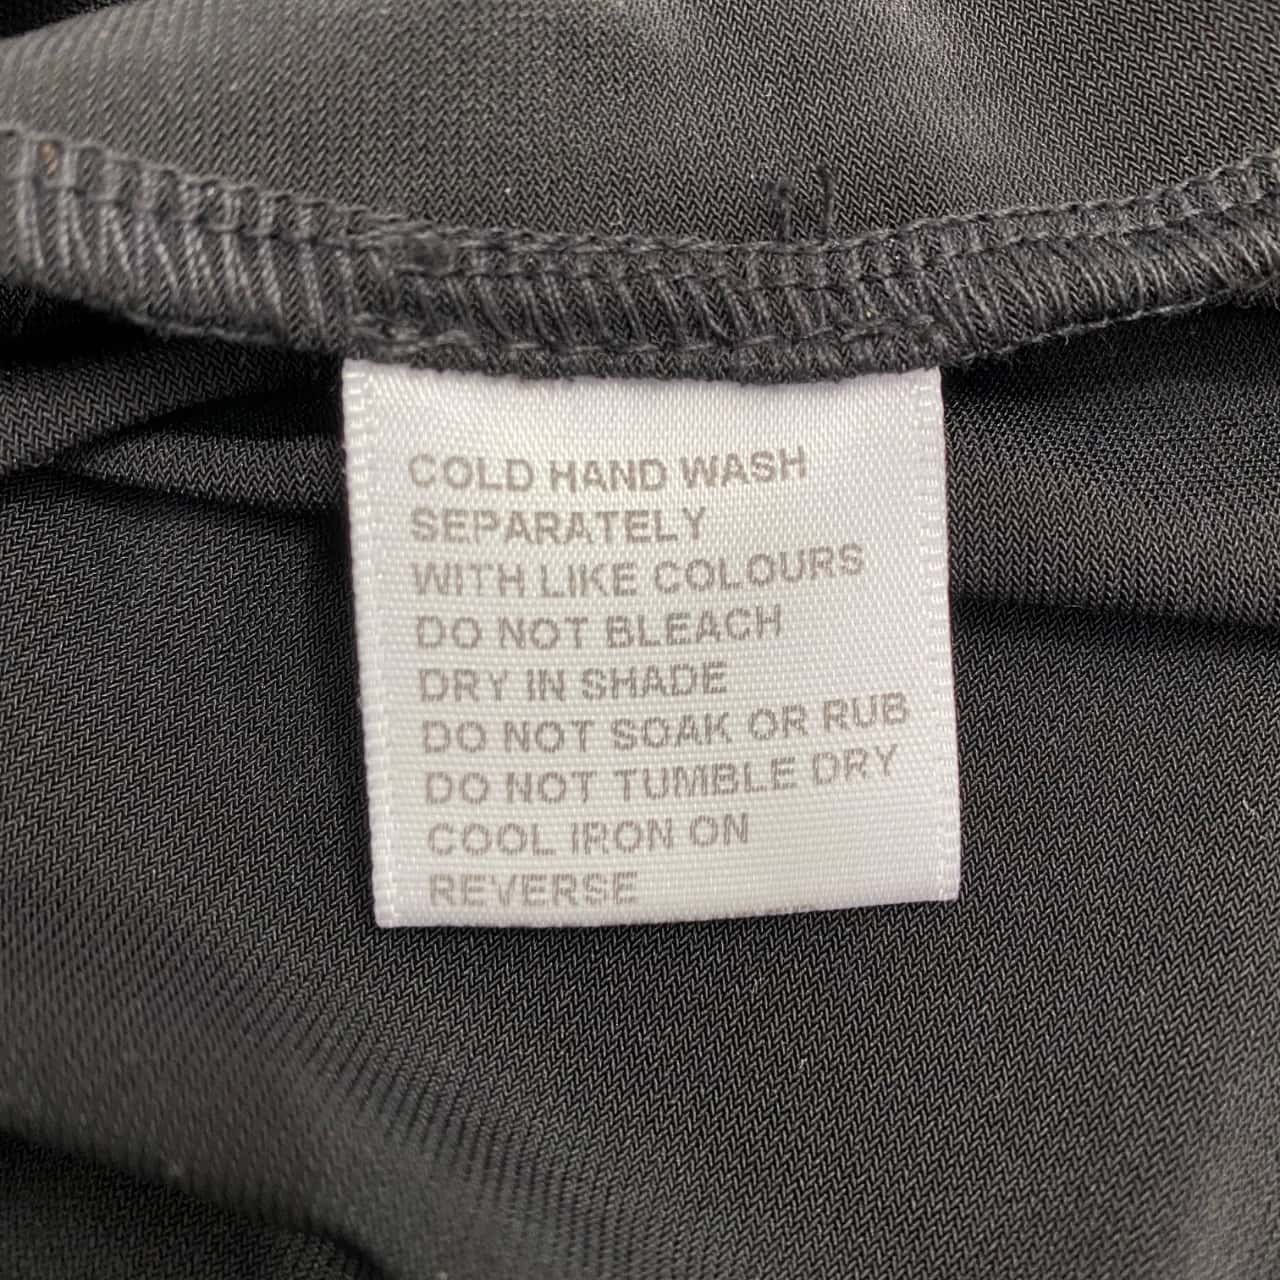 COLD HAND WASH
SEPARATELY
WITH LIKE COLOURS
DO NOT BLEACH
DRY IN SHADE
DO NOT SOAK OR RUB
DO NOT TUMBLE DRY
COOL IRON ON
REVERSE